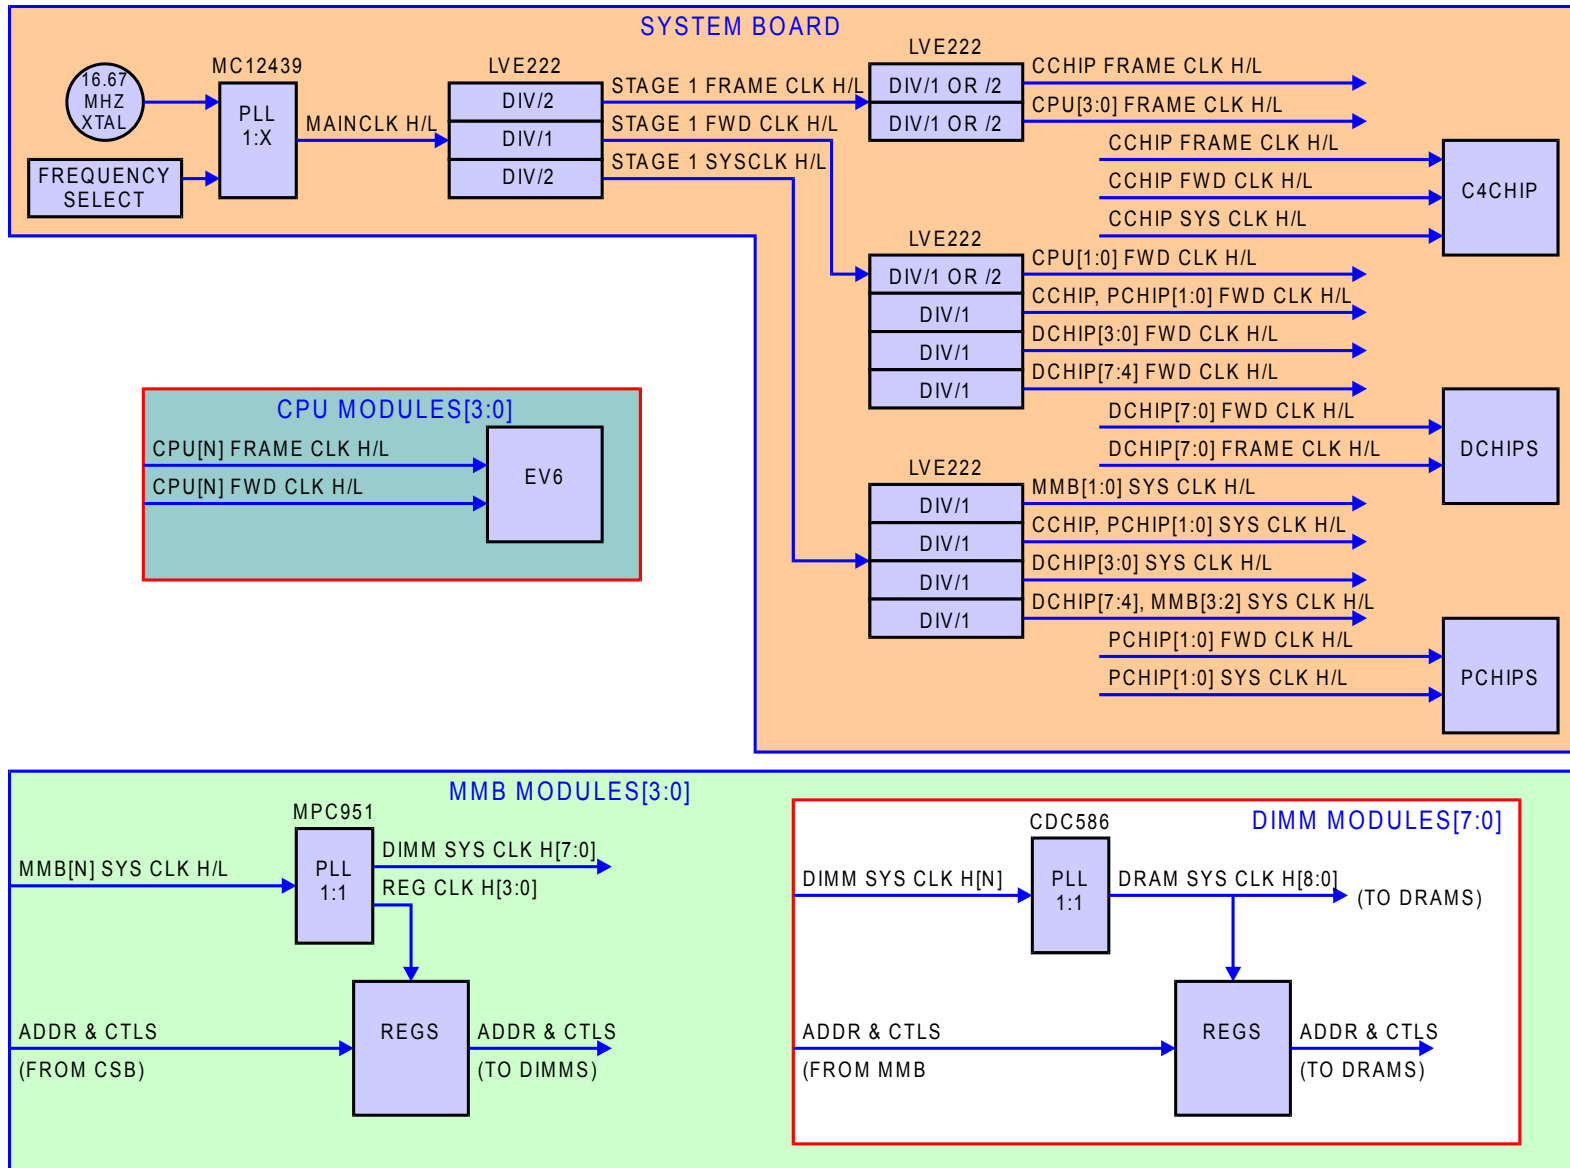 SYSTEM BOARD
16.67
MHZ
XTAL
FREQUENCY
SELECT
MC12439
PLL
1:X
MAINCLK H/L
LVE222
DIV/2
DIV/1
DIV/2
STAGE 1 FRAME CLK H/L
STAGE 1 FWD CLK H/L
STAGE 1 SYSCLK H/L
LVE222
DIV/1 OR /2
DIV/1 OR /2
CCHIP FRAME CLK H/L
CPU[3:0] FRAME CLK H/L
CCHIP FRAME CLK H/L
CCHIP FWD CLK H/L
CCHIP SYS CLK H/L
C4CHIP
LVE222
DIV/1 OR /2
DIV/1
DIV/1
DIV/1
CPU[1:0] FWD CLK H/L
CCHIP, PCHIP[1:0] FWD CLK H/L
DCHIP[3:0] FWD CLK H/L
DCHIP[7:4] FWD CLK H/L
DCHIP[7:0] FWD CLK H/L
DCHIP[7:0] FRAME CLK H/L
DCHIPS
LVE222
DIV/1
DIV/1
DIV/1
DIV/1
MMB[1:0] SYS CLK H/L
CCHIP, PCHIP[1:0] SYS CLK H/L
DCHIP[3:0] SYS CLK H/L
DCHIP[7:4], MMB[3:2] SYS CLK H/L
PCHIP[1:0] FWD CLK H/L
PCHIP[1:0] SYS CLK H/L
PCHIPS
CPU MODULES[3:0]
CPU[N] FRAME CLK H/L
CPU[N] FWD CLK H/L
EV6
MMB MODULES[3:0]
MPC951
MMB[N] SYS CLK H/L
PLL
1:1
DIMM SYS CLK H[7:0]
REG CLK H[3:0]
ADDR & CTLS
(FROM CSB)
REGS
ADDR & CTLS
(TO DIMMS)
DIMM MODULES[7:0]
CDC586
DIMM SYS CLK H[N]
PLL
1:1
DRAM SYS CLK H[8:0]
(TO DRAMS)
ADDR & CTLS
(FROM MMB
REGS
ADDR & CTLS
(TO DRAMS)